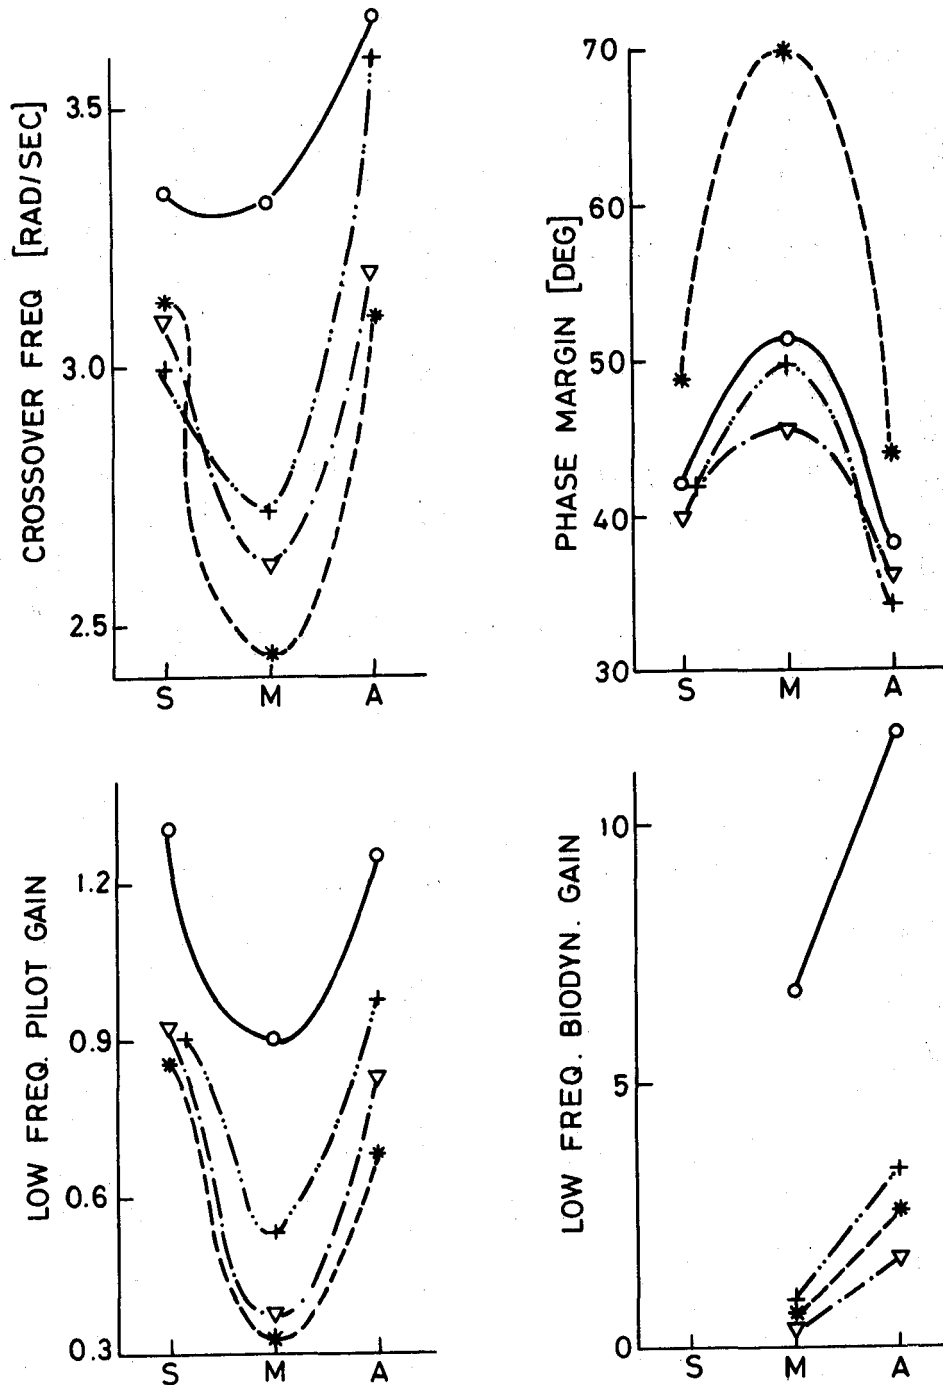 CROSSOVER FREQ [RAD/SEC]
3.5
3.0
2.5
S M A
PHASE MARGIN [DEG]
70
60
50
40
30
S M A
LOW FREQ. PILOT GAIN
1.2
0.9
0.6
0.3
S M A
LOW FREQ. BIODYN. GAIN
10
5
0
S M A